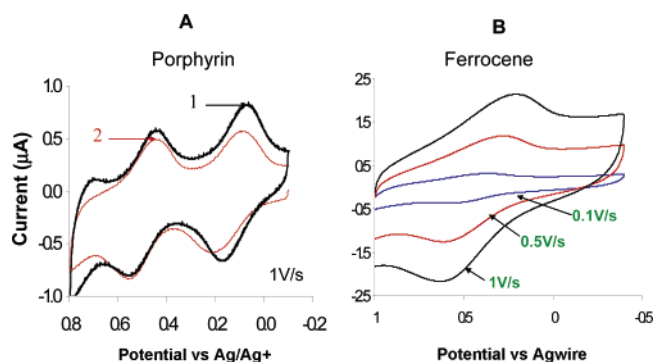 A
B
Porphyrin
Ferrocene
Current (µA)
1.0
0.5
0.0
-0.5
-1.0
1
2
1V/s
0.8
0.6
0.4
0.2
0.0
-0.2
Potential vs Ag/Ag+
25
15
05
-05
-15
-25
0.1V/s
0.5V/s
1V/s
1
05
0
-05
Potential vs Agwire